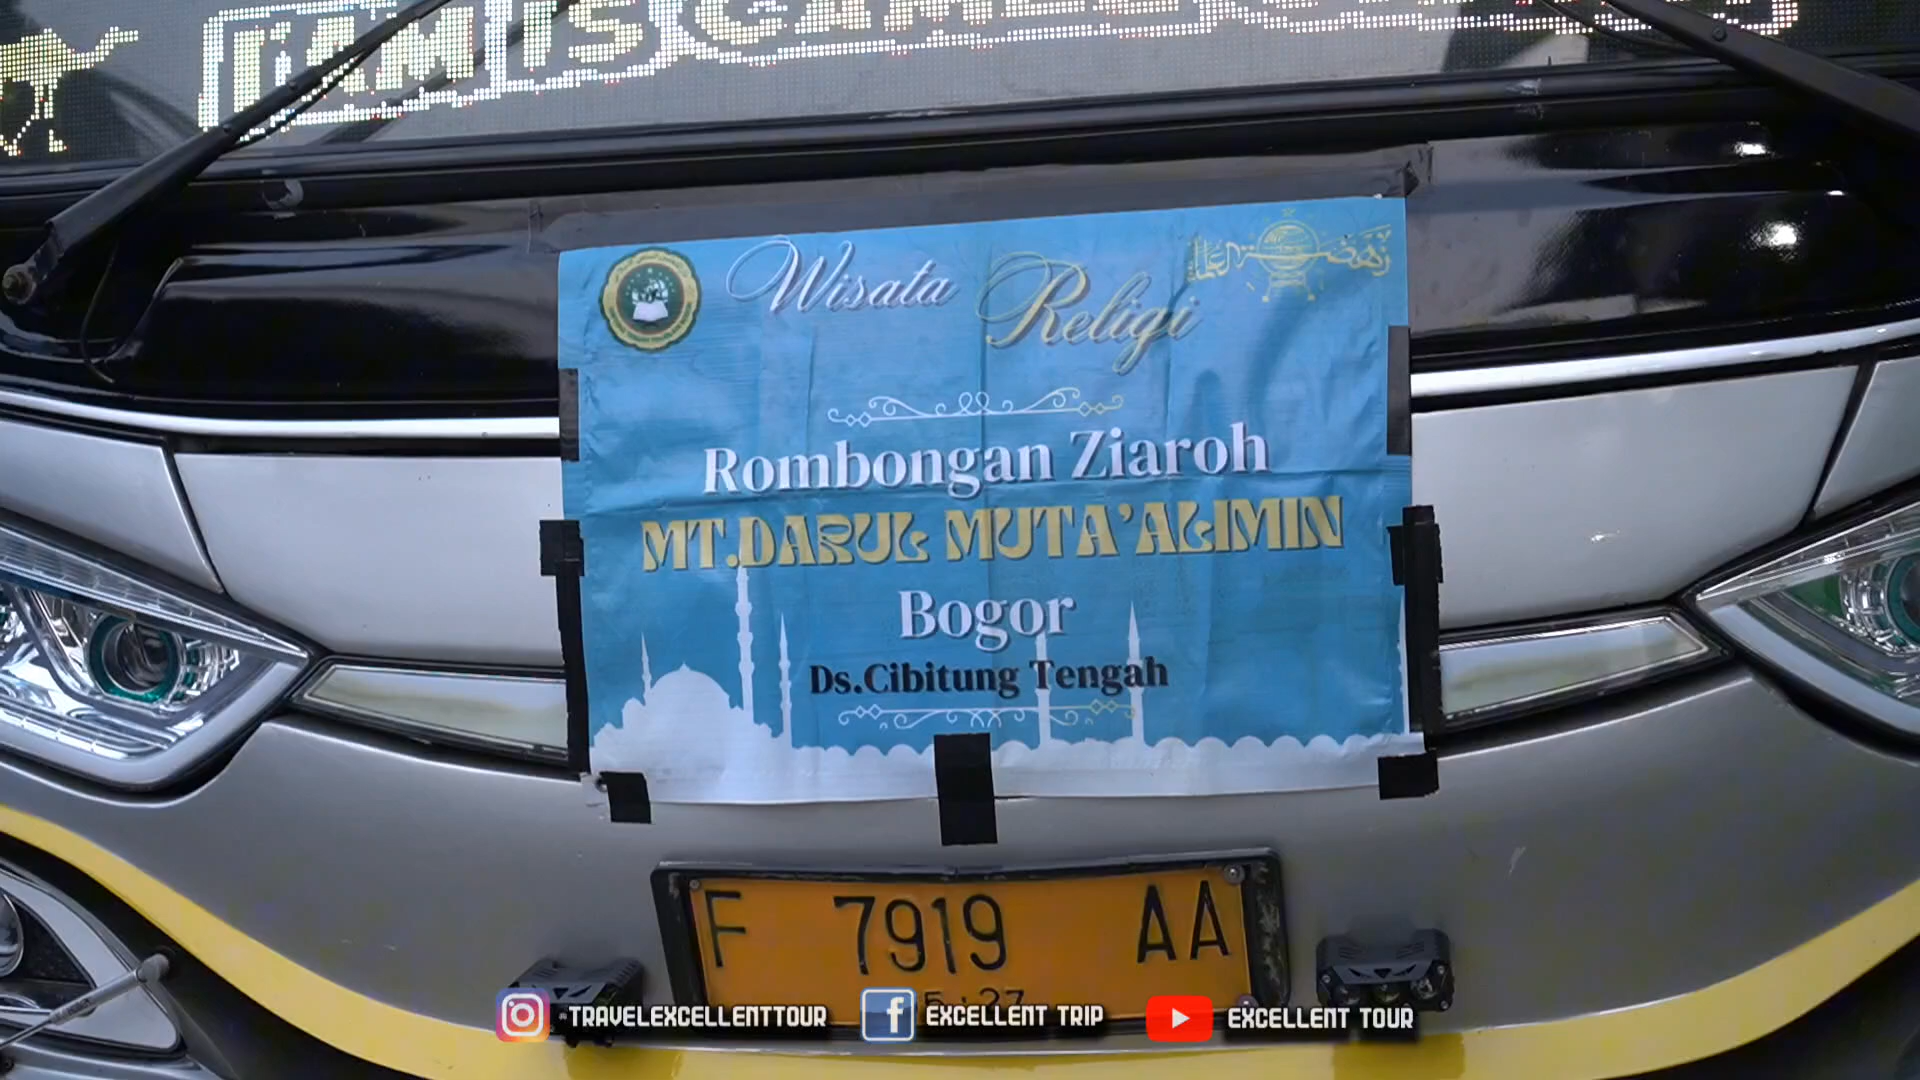 Wisata Religi
Rombongan Ziaroh
MT.DARUL MUTA'ALIMIN
Bogor
Ds.Cibitung Tengah
F 7919 AA
TRAVELEXCELLENTTOUR
EXCELLENT TRIP
EXCELLENT TOUR